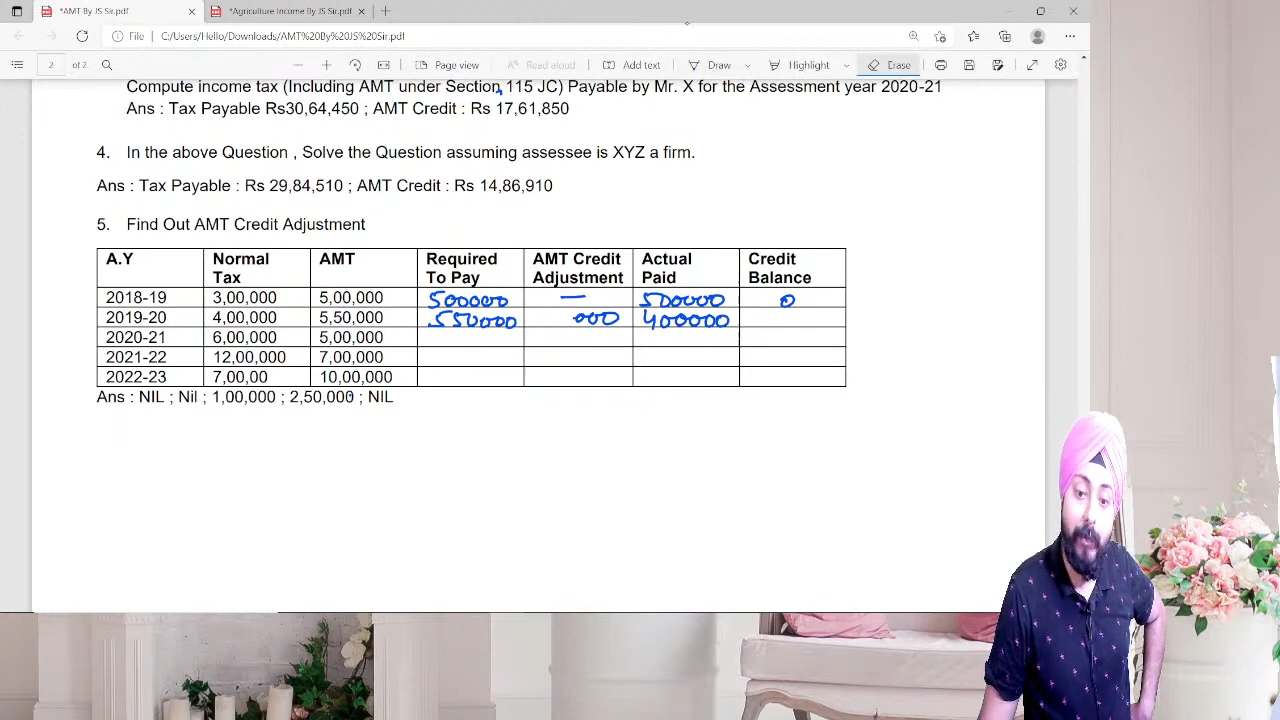 *AMT By JS Sir.pdf
*Agriculture Income By JS Sir.pdf
File
C:/Users/Hello/Downloads/AMT%20By%20JS%20Sir.pdf
2
of 2
Page view
Read aloud
Add text
Draw
Highlight
Erase
Compute income tax (Including AMT under Section 115 JC) Payable by Mr. X for the Assessment year 2020-21
Ans : Tax Payable Rs30,64,450 ; AMT Credit : Rs 17,61,850
4. In the above Question , Solve the Question assuming assessee is XYZ a firm.
Ans : Tax Payable : Rs 29,84,510 ; AMT Credit : Rs 14,86,910
5. Find Out AMT Credit Adjustment
A.Y Normal Tax AMT Required To Pay AMT Credit Adjustment Actual Paid Credit Balance
2018-19 3,00,000 5,00,000 500000 — 500000 0
2019-20 4,00,000 5,50,000 550000 000 400000
2020-21 6,00,000 5,00,000
2021-22 12,00,000 7,00,000
2022-23 7,00,00 10,00,000
Ans : NIL ; Nil ; 1,00,000 ; 2,50,000 ; NIL